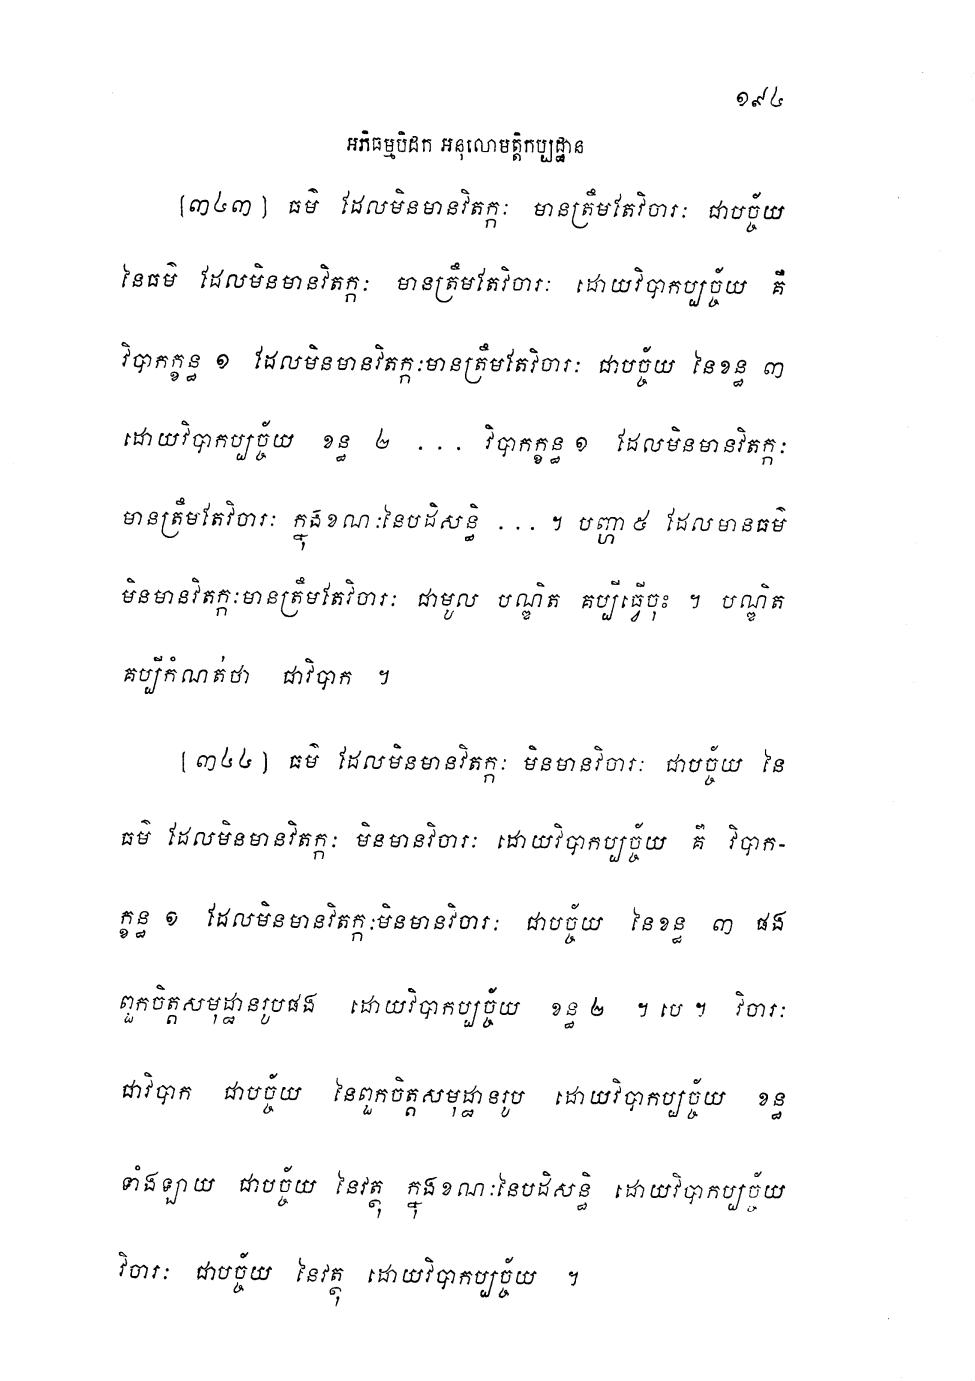 ១៩៤
អភិធម្មបិដក អនុលោមត្តិកប្បដ្ឋាន
[៣៤៣] ធម៌ ដែលមិនមានវិតក្កៈ មានត្រឹមតែវិចារៈ ជាបច្ច័យ
នៃធម៌ ដែលមិនមានវិតក្កៈ មានត្រឹមតែវិចារៈ ដោយវិបាកប្បច្ច័យ គឺ
វិបាកក្ខន្ធ ១ ដែលមិនមានវិតក្កៈមានត្រឹមតែវិចារៈ ជាបច្ច័យ នៃខន្ធ ៣
ដោយវិបាកប្បច្ច័យ ខន្ធ ២ ... វិបាកក្ខន្ធ ១ ដែលមិនមានវិតក្កៈ
មានត្រឹមតែវិចារៈ ក្នុងខណៈនៃបដិសន្ធិ ... ។ បញ្ហា ៥ ដែលមានធម៌
មិនមានវិតក្កៈមានត្រឹមតែវិចារៈ ជាមូល បណ្ឌិត គប្បីធ្វើចុះ ។ បណ្ឌិត
គប្បីកំណត់ថា ជាវិបាក ។
[៣៤៤] ធម៌ ដែលមិនមានវិតក្កៈ មិនមានវិចារៈ ជាបច្ច័យ នៃ
ធម៌ ដែលមិនមានវិតក្កៈ មិនមានវិចារៈ ដោយវិបាកប្បច្ច័យ គឺ វិបាក-
ក្ខន្ធ ១ ដែលមិនមានវិតក្កៈមិនមានវិចារៈ ជាបច្ច័យ នៃខន្ធ ៣ ផង
ពួកចិត្តសមុដ្ឋានរូបផង ដោយវិបាកប្បច្ច័យ ខន្ធ ២ ។ បេ ។ វិចារៈ
ជាវិបាក ជាបច្ច័យ នៃពួកចិត្តសមុដ្ឋានរូប ដោយវិបាកប្បច្ច័យ ខន្ធ
ទាំងឡាយ ជាបច្ច័យ នៃវត្ថុ ក្នុងខណៈនៃបដិសន្ធិ ដោយវិបាកប្បច្ច័យ
វិចារៈ ជាបច្ច័យ នៃវត្ថុ ដោយវិបាកប្បច្ច័យ ។